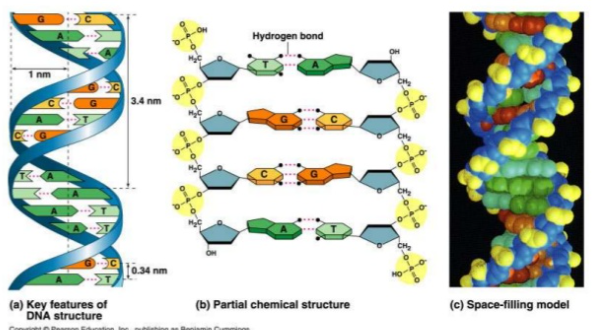 G C
A
A
1 nm
G C
C G
3.4 nm
A T
C G
T A
A
A T
A T
G C
0.34 nm
A T
Hydrogen bond
OH
P
O
O⁻
H₂C
O
T A
O
OH
CH₂
G C
C G
A T
OH
HO
(a) Key features of
DNA structure
(b) Partial chemical structure
(c) Space-filling model
Copyright © Pearson Education, Inc., publishing as Benjamin Cummings